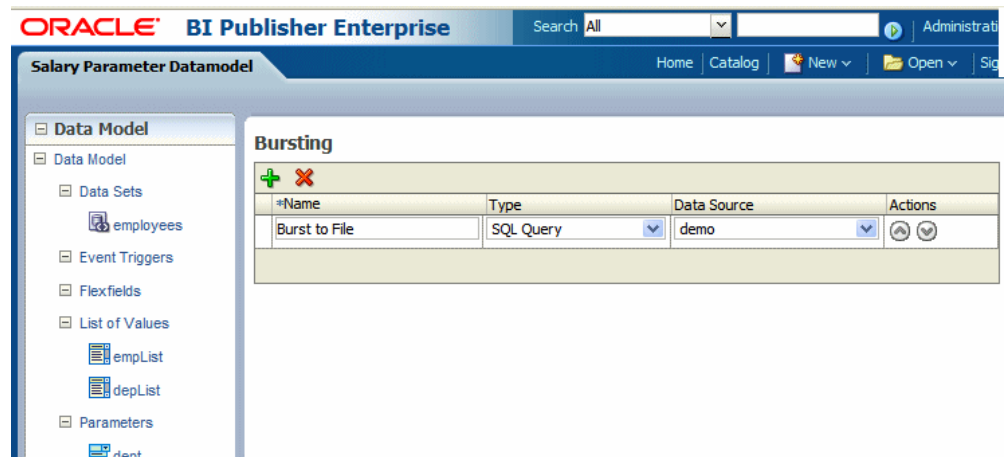 ORACLE BI Publisher Enterprise Search All Administrati
Salary Parameter Datamodel Home Catalog New Open Sig
Data Model
Data Model
Data Sets
employees
Event Triggers
Flexfields
List of Values
empList
depList
Parameters
dept
Bursting
*Name Type Data Source Actions
Burst to File SQL Query demo